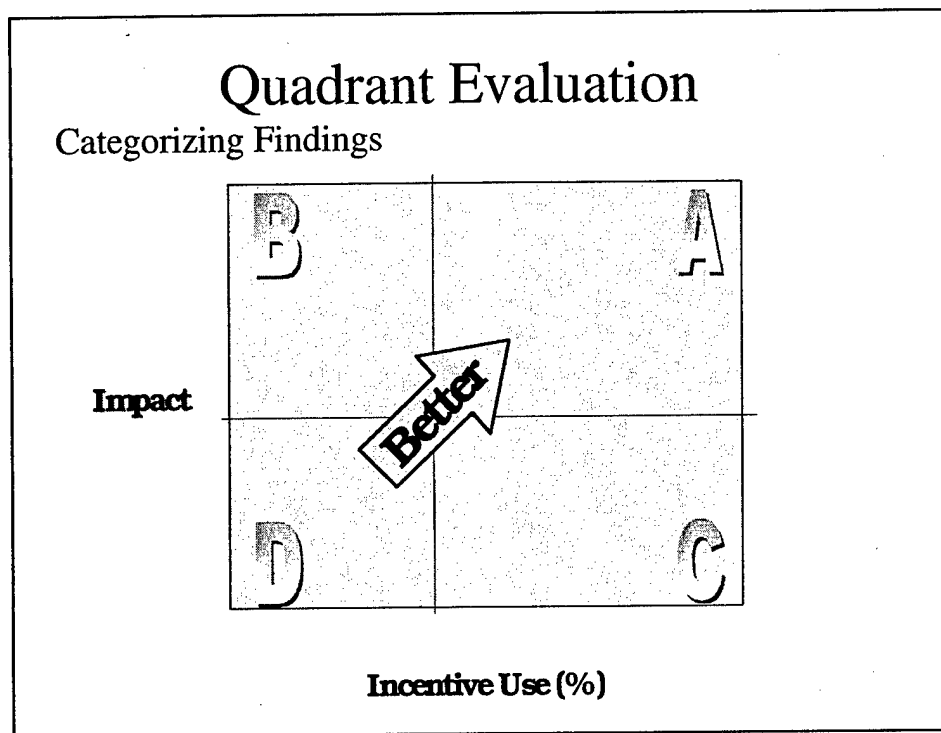 Quadrant Evaluation
Categorizing Findings
B
A
Impact
Better
D
C
Incentive Use (%)